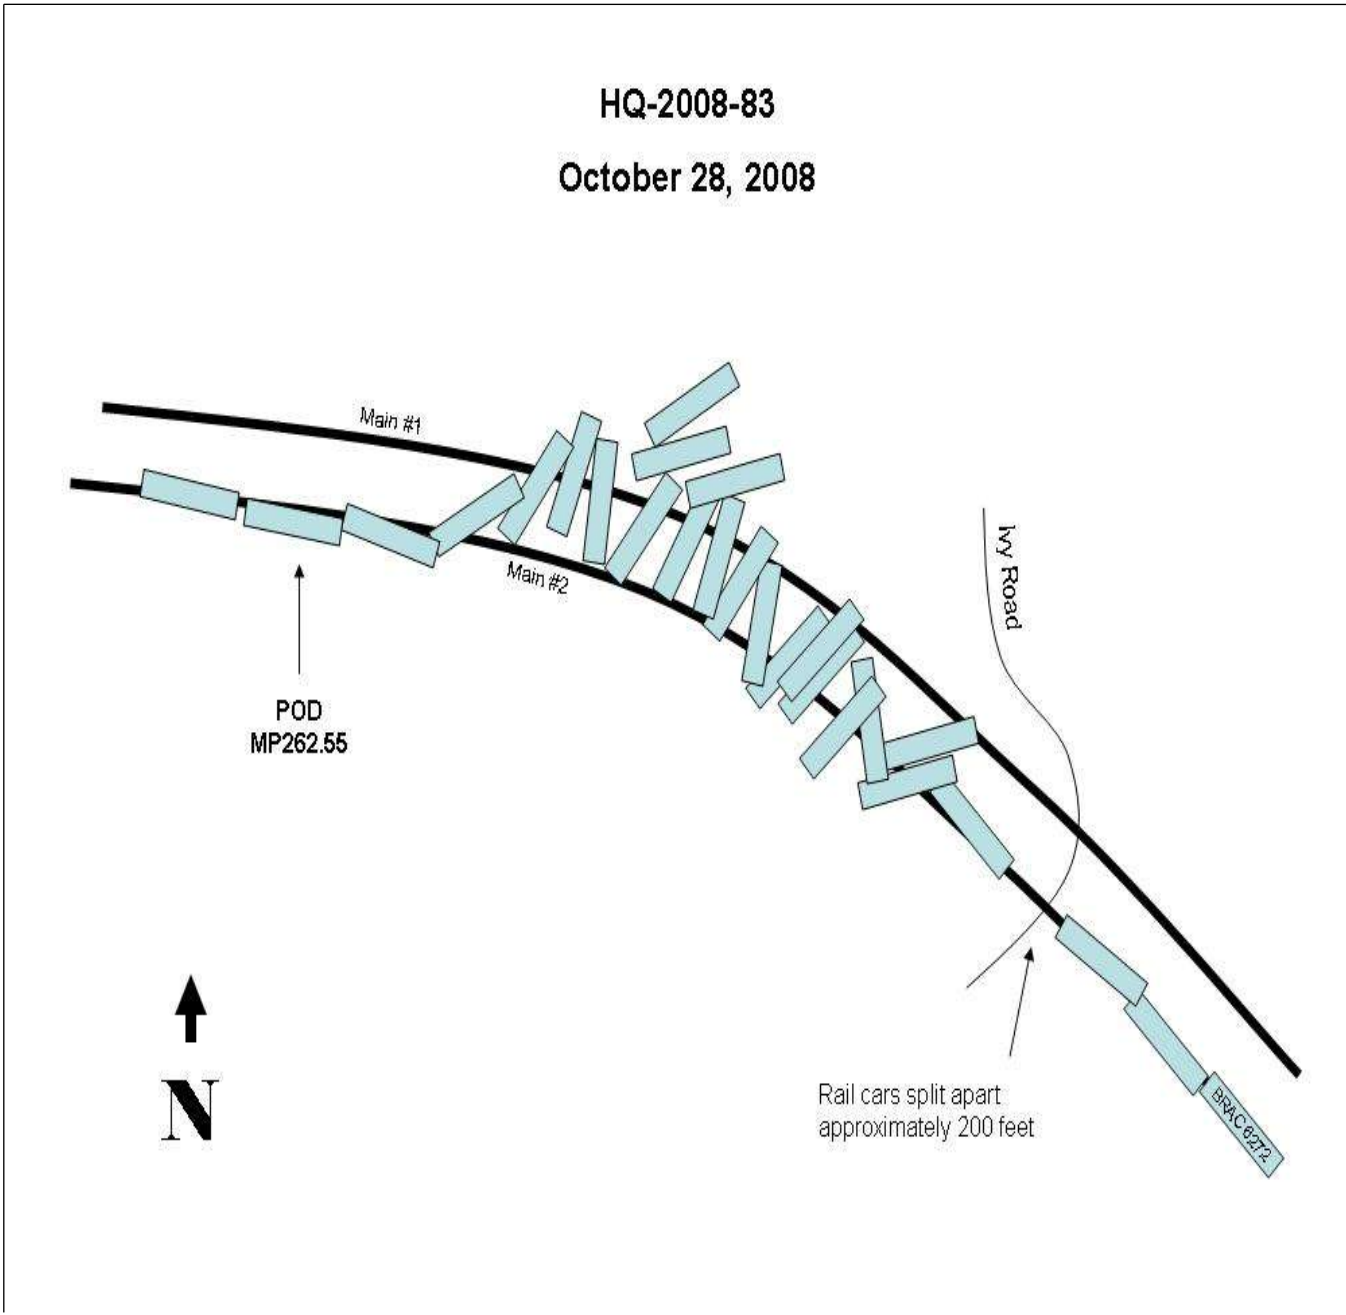 HQ-2008-83
October 28, 2008
Main #1
Main #2
Ivy Road
POD
MP262.55
N
Rail cars split apart
approximately 200 feet
BRAC 6272